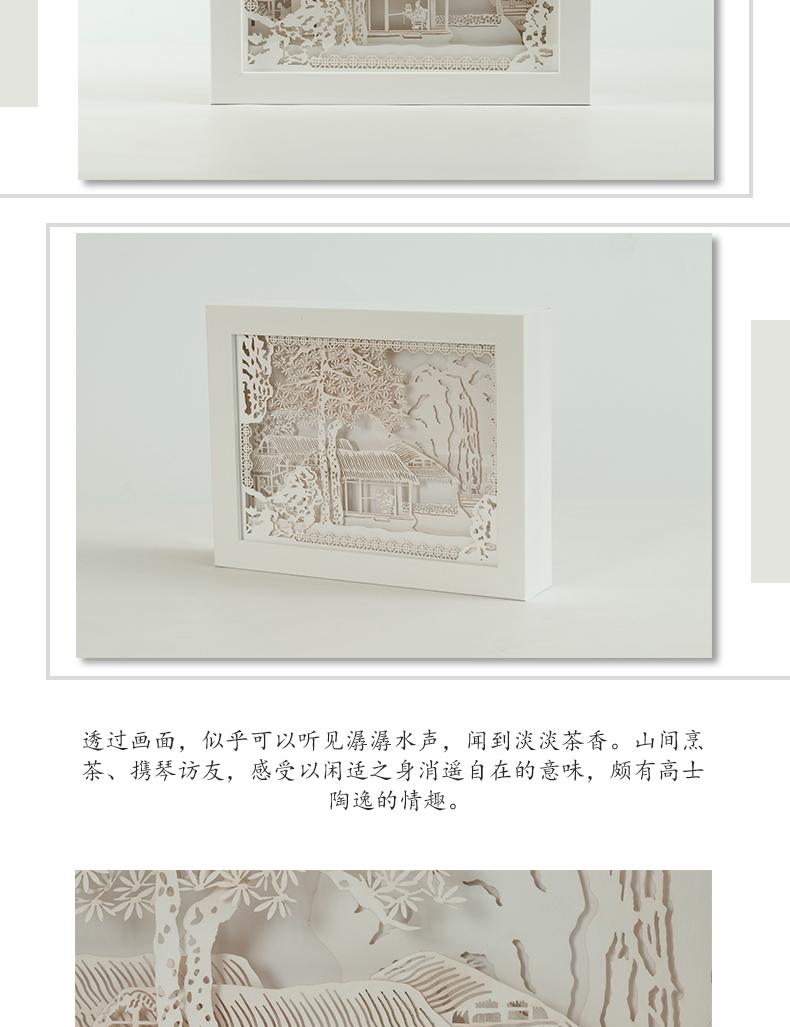 透过画面，似乎可以听见潺潺水声，闻到淡淡茶香。山间烹
茶、携琴访友，感受以闲适之身消遥自在的意味，颇有高士
陶逸的情趣。